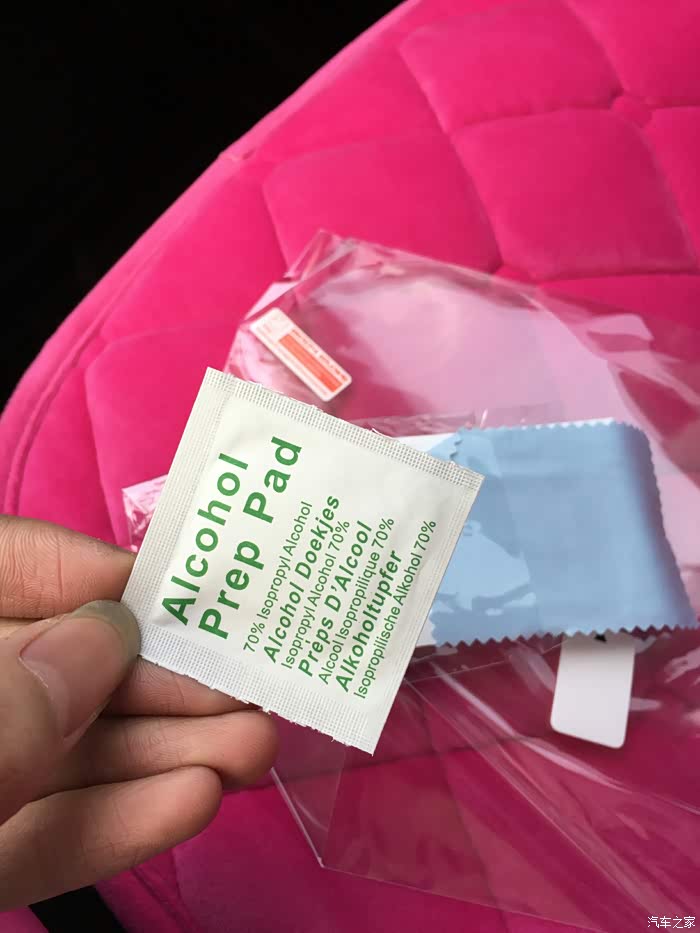 Alcohol
Prep Pad
70% Isopropyl Alcohol
Alcohol Doekjes
Isopropyl Alcohol 70%
Preps D'Alcool
Alcool Isopropilique 70%
Alkoholtupfer
Isopropilische Alkohol 70%
汽车之家